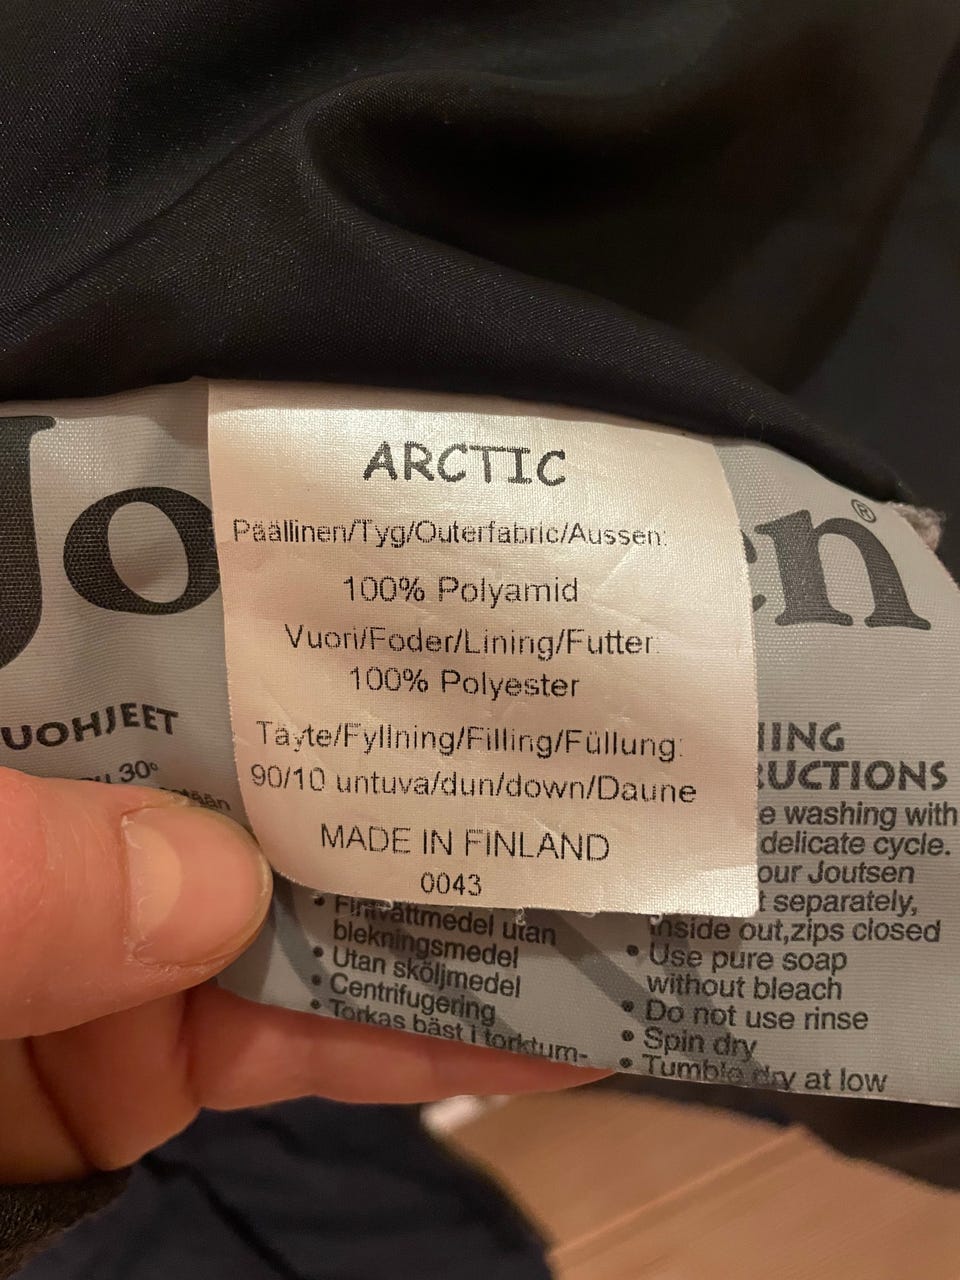 Jo
n®
ARCTIC
Päällinen/Tyg/Outerfabric/Aussen:
100% Polyamid
Vuori/Foder/Lining/Futter:
100% Polyester
Täyte/Fyllning/Filling/Füllung:
90/10 untuva/dun/down/Daune
MADE IN FINLAND
0043
UOHJEET
30°
• Fintvättmedel utan
blekningsmedel
• Utan sköljmedel
• Centrifugering
• Torkas bäst i torktum-
ING
UCTIONS
e washing with
delicate cycle.
our Joutsen
t separately,
inside out,zips closed
• Use pure soap
without bleach
• Do not use rinse
• Spin dry
• Tumble dry at low